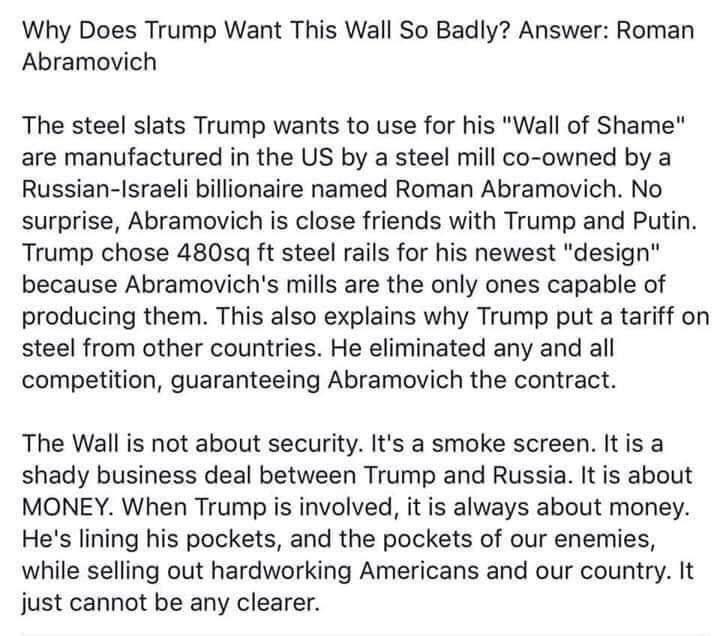 Why Does Trump Want This Wall So Badly? Answer: Roman
Abramovich
The steel slats Trump wants to use for his "Wall of Shame"
are manufactured in the US by a steel mill co-owned by a
Russian-Israeli billionaire named Roman Abramovich. No
surprise, Abramovich is close friends with Trump and Putin.
Trump chose 480sq ft steel rails for his newest "design"
because Abramovich's mills are the only ones capable of
producing them. This also explains why Trump put a tariff on
steel from other countries. He eliminated any and all
competition, guaranteeing Abramovich the contract.
The Wall is not about security. It's a smoke screen. It is a
shady business deal between Trump and Russia. It is about
MONEY. When Trump is involved, it is always about money.
He's lining his pockets, and the pockets of our enemies,
while selling out hardworking Americans and our country. It
just cannot be any clearer.